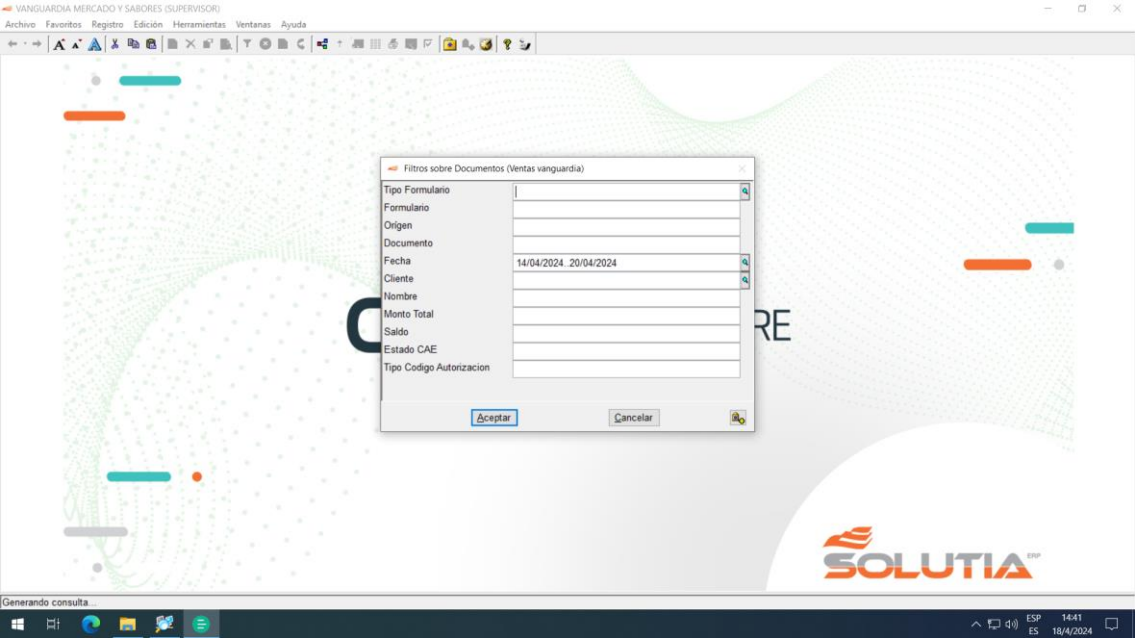 VANGUARDIA MERCADO Y SABORES (SUPERVISOR)
Archivo Favoritos Registro Edición Herramientas Ventanas Ayuda
Filtros sobre Documentos (Ventas vanguardia)
Tipo Formulario
Formulario
Orígen
Documento
Fecha 14/04/2024..20/04/2024
Cliente
Nombre
Monto Total
Saldo
Estado CAE
Tipo Codigo Autorizacion
Aceptar Cancelar
C RE
SOLUTIA ERP
Generando consulta...
ESP 14:41
ES 18/4/2024